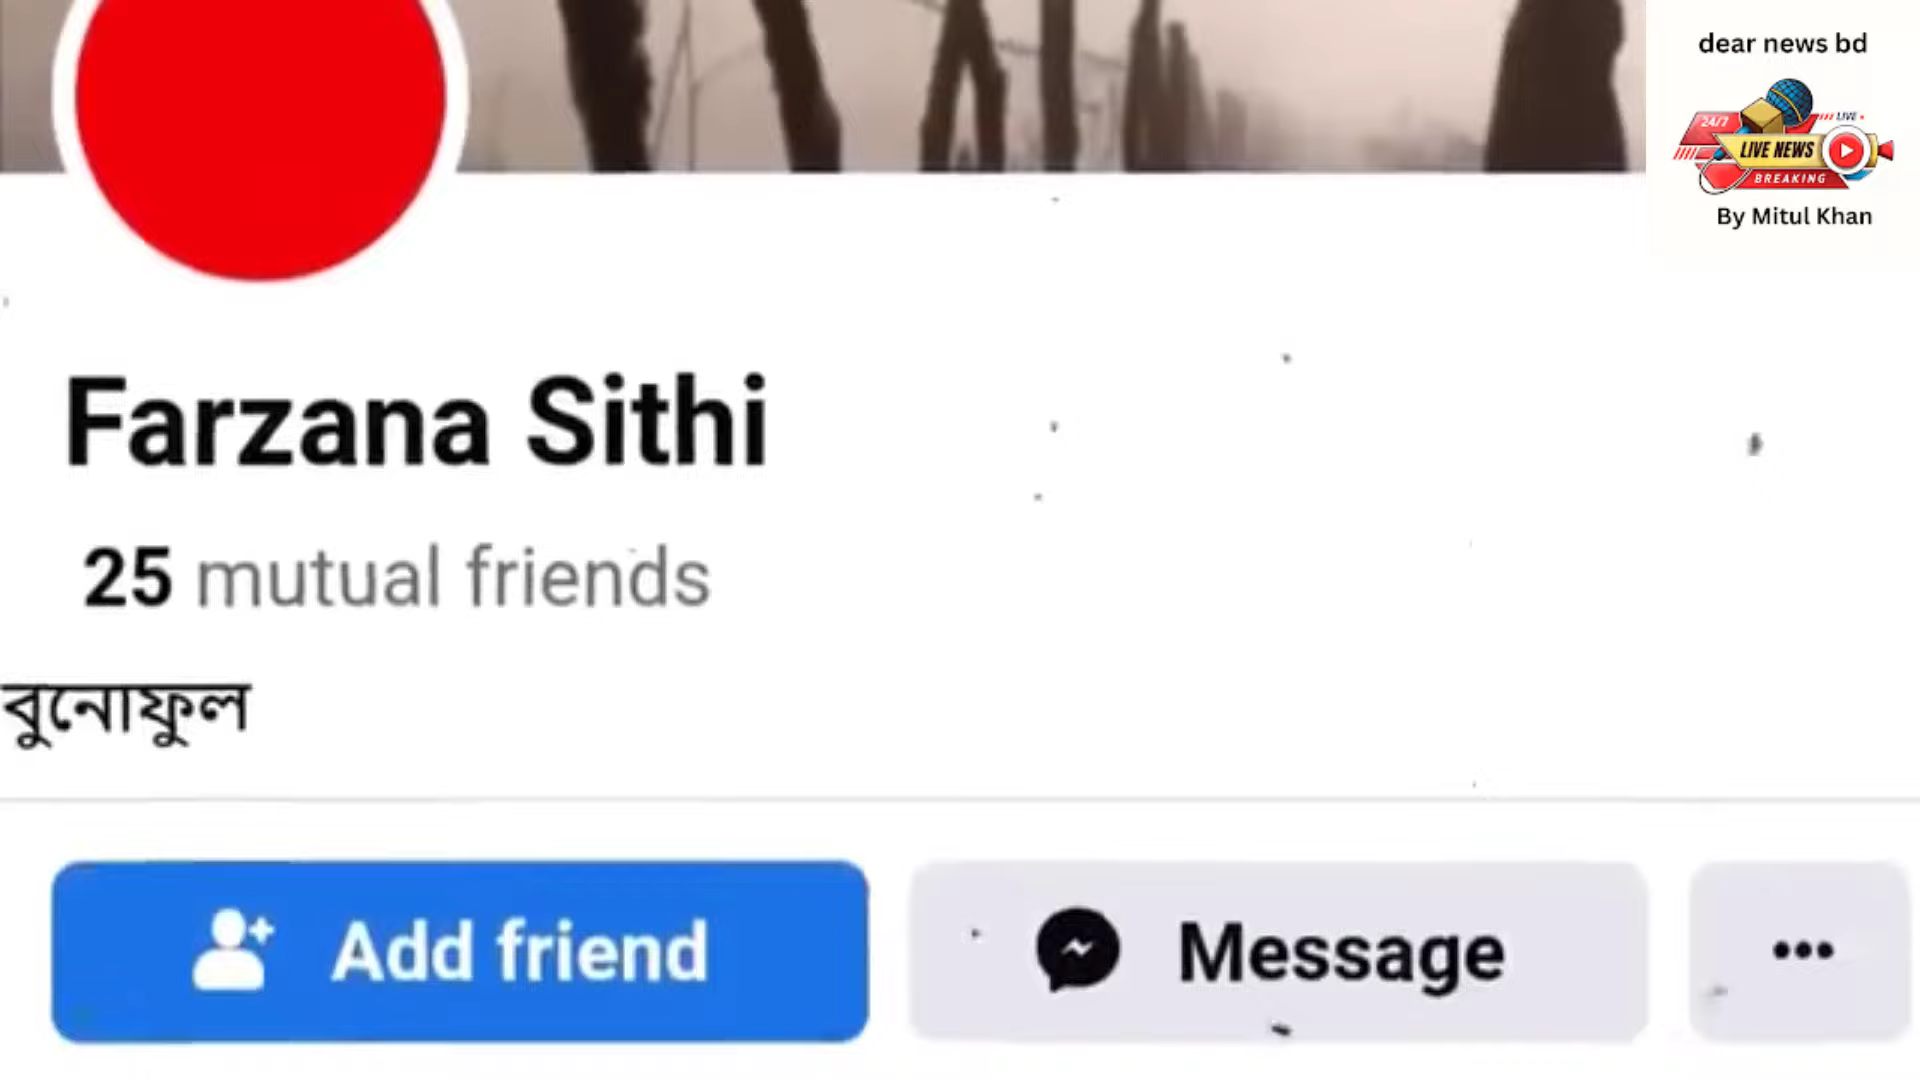 dear news bd
24/7
LIVE
LIVE NEWS
BREAKING
By Mitul Khan
Farzana Sithi
25 mutual friends
বুনোফুল
Add friend
Message